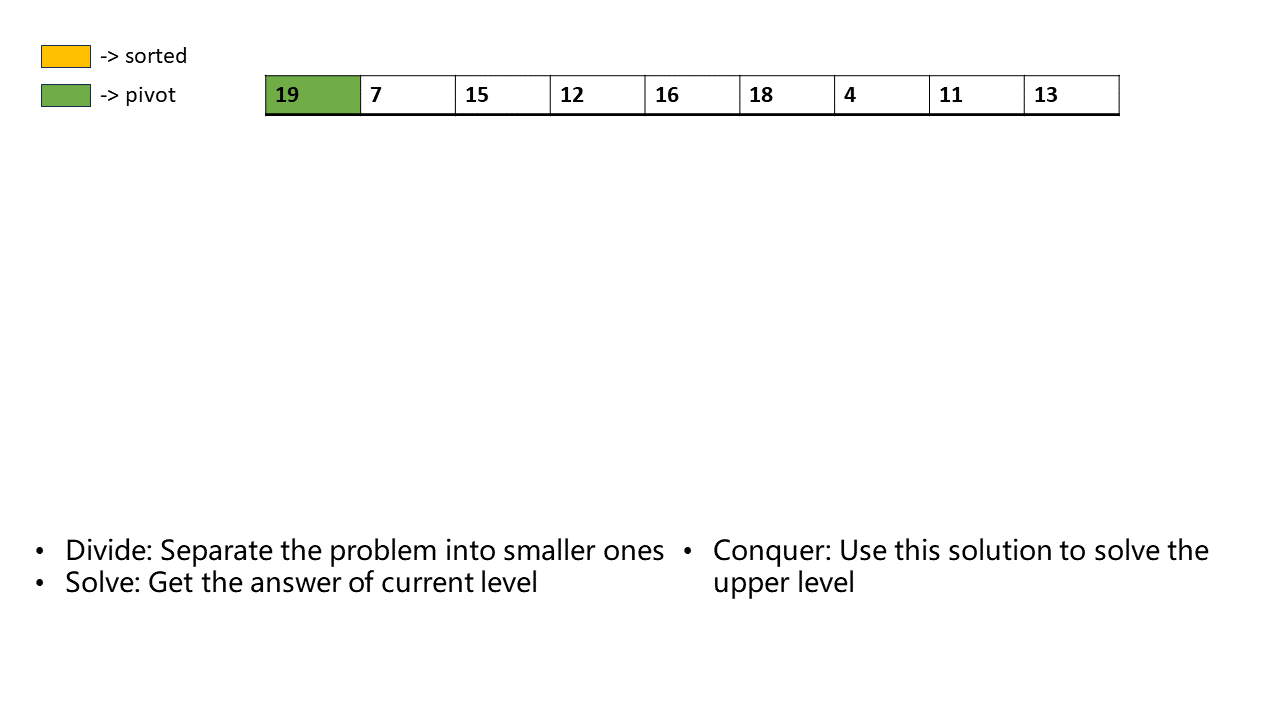 -> sorted
-> pivot
19 7 15 12 16 18 4 11 13
• Divide: Separate the problem into smaller ones
• Solve: Get the answer of current level
• Conquer: Use this solution to solve the
upper level